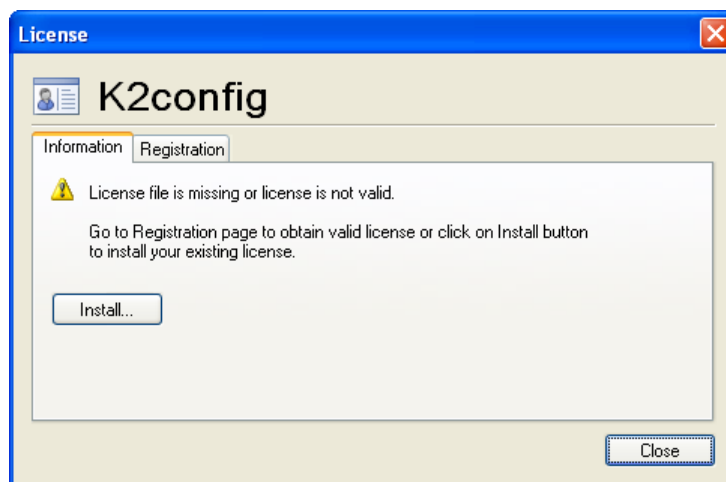 License
K2config
Information
Registration
License file is missing or license is not valid.
Go to Registration page to obtain valid license or click on Install button
to install your existing license.
Install...
Close